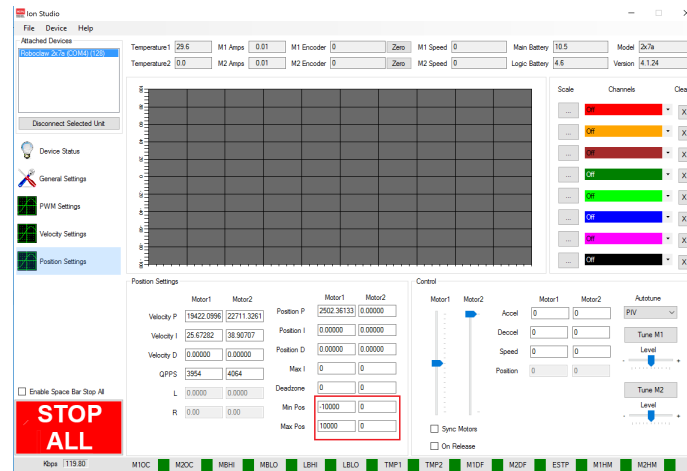 Ion Studio
File Device Help
Attached Devices
Roboclaw 2x7a (COM4) (128)
Disconnect Selected Unit
Device Status
General Settings
PWM Settings
Velocity Settings
Position Settings
Enable Space Bar Stop All
STOP
ALL
Temperature1 29.6 M1 Amps 0.01 M1 Encoder 0 Zero M1 Speed 0 Main Battery 10.5 Model 2x7a
Temperature2 0.0 M2 Amps 0.01 M2 Encoder 0 Zero M2 Speed 0 Logic Battery 4.6 Version 4.1.24
Scale Channels Clea
... Off X
... Off X
... Off X
... Off X
... Off X
... Off X
... Off X
... Off X
Position Settings
Motor1 Motor2
Velocity P 19422.0996 22711.3261
Velocity I 25.67282 38.90707
Velocity D 0.00000 0.00000
QPPS 3954 4064
L 0.0000 0.0000
R 0.00 0.00
Motor1 Motor2
Position P 2502.36133 0.00000
Position I 0.00000 0.00000
Position D 0.00000 0.00000
Max I 0 0
Deadzone 0 0
Min Pos -10000 0
Max Pos 10000 0
Control
Motor1 Motor2
Sync Motors
On Release
Motor1 Motor2
Accel 0 0
Deccel 0 0
Speed 0 0
Position 0 0
Autotune
PIV
Tune M1
Level
- +
Tune M2
Level
- +
Kbps 119.80 M1OC M2OC MBHI MBLO LBHI LBLO TMP1 TMP2 M1DF M2DF ESTP M1HM M2HM